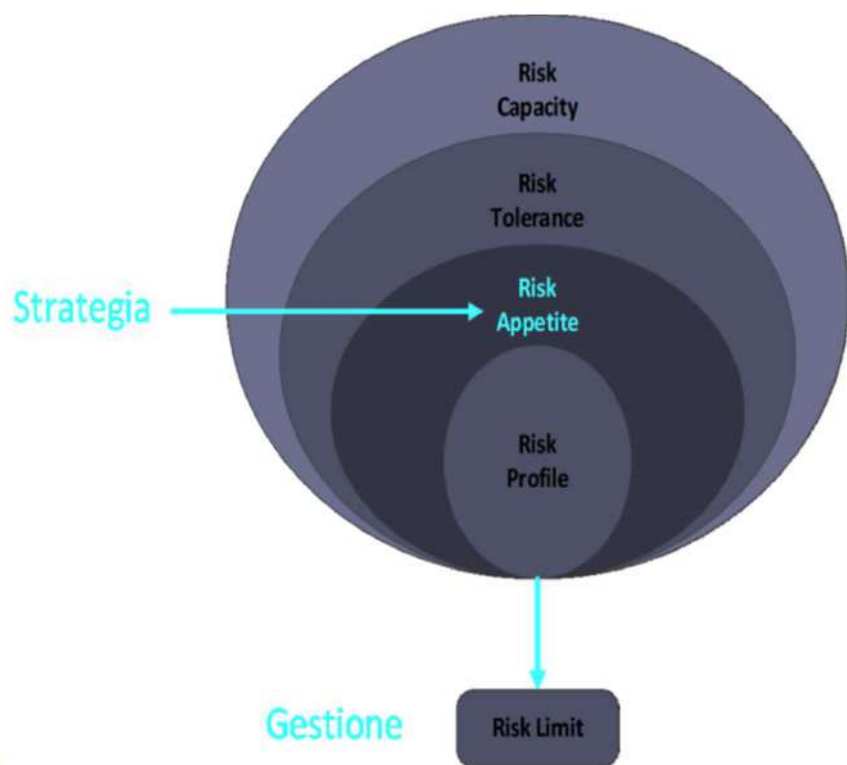 Risk
Capacity
Risk
Tolerance
Strategia
Risk
Appetite
Risk
Profile
Gestione
Risk Limit